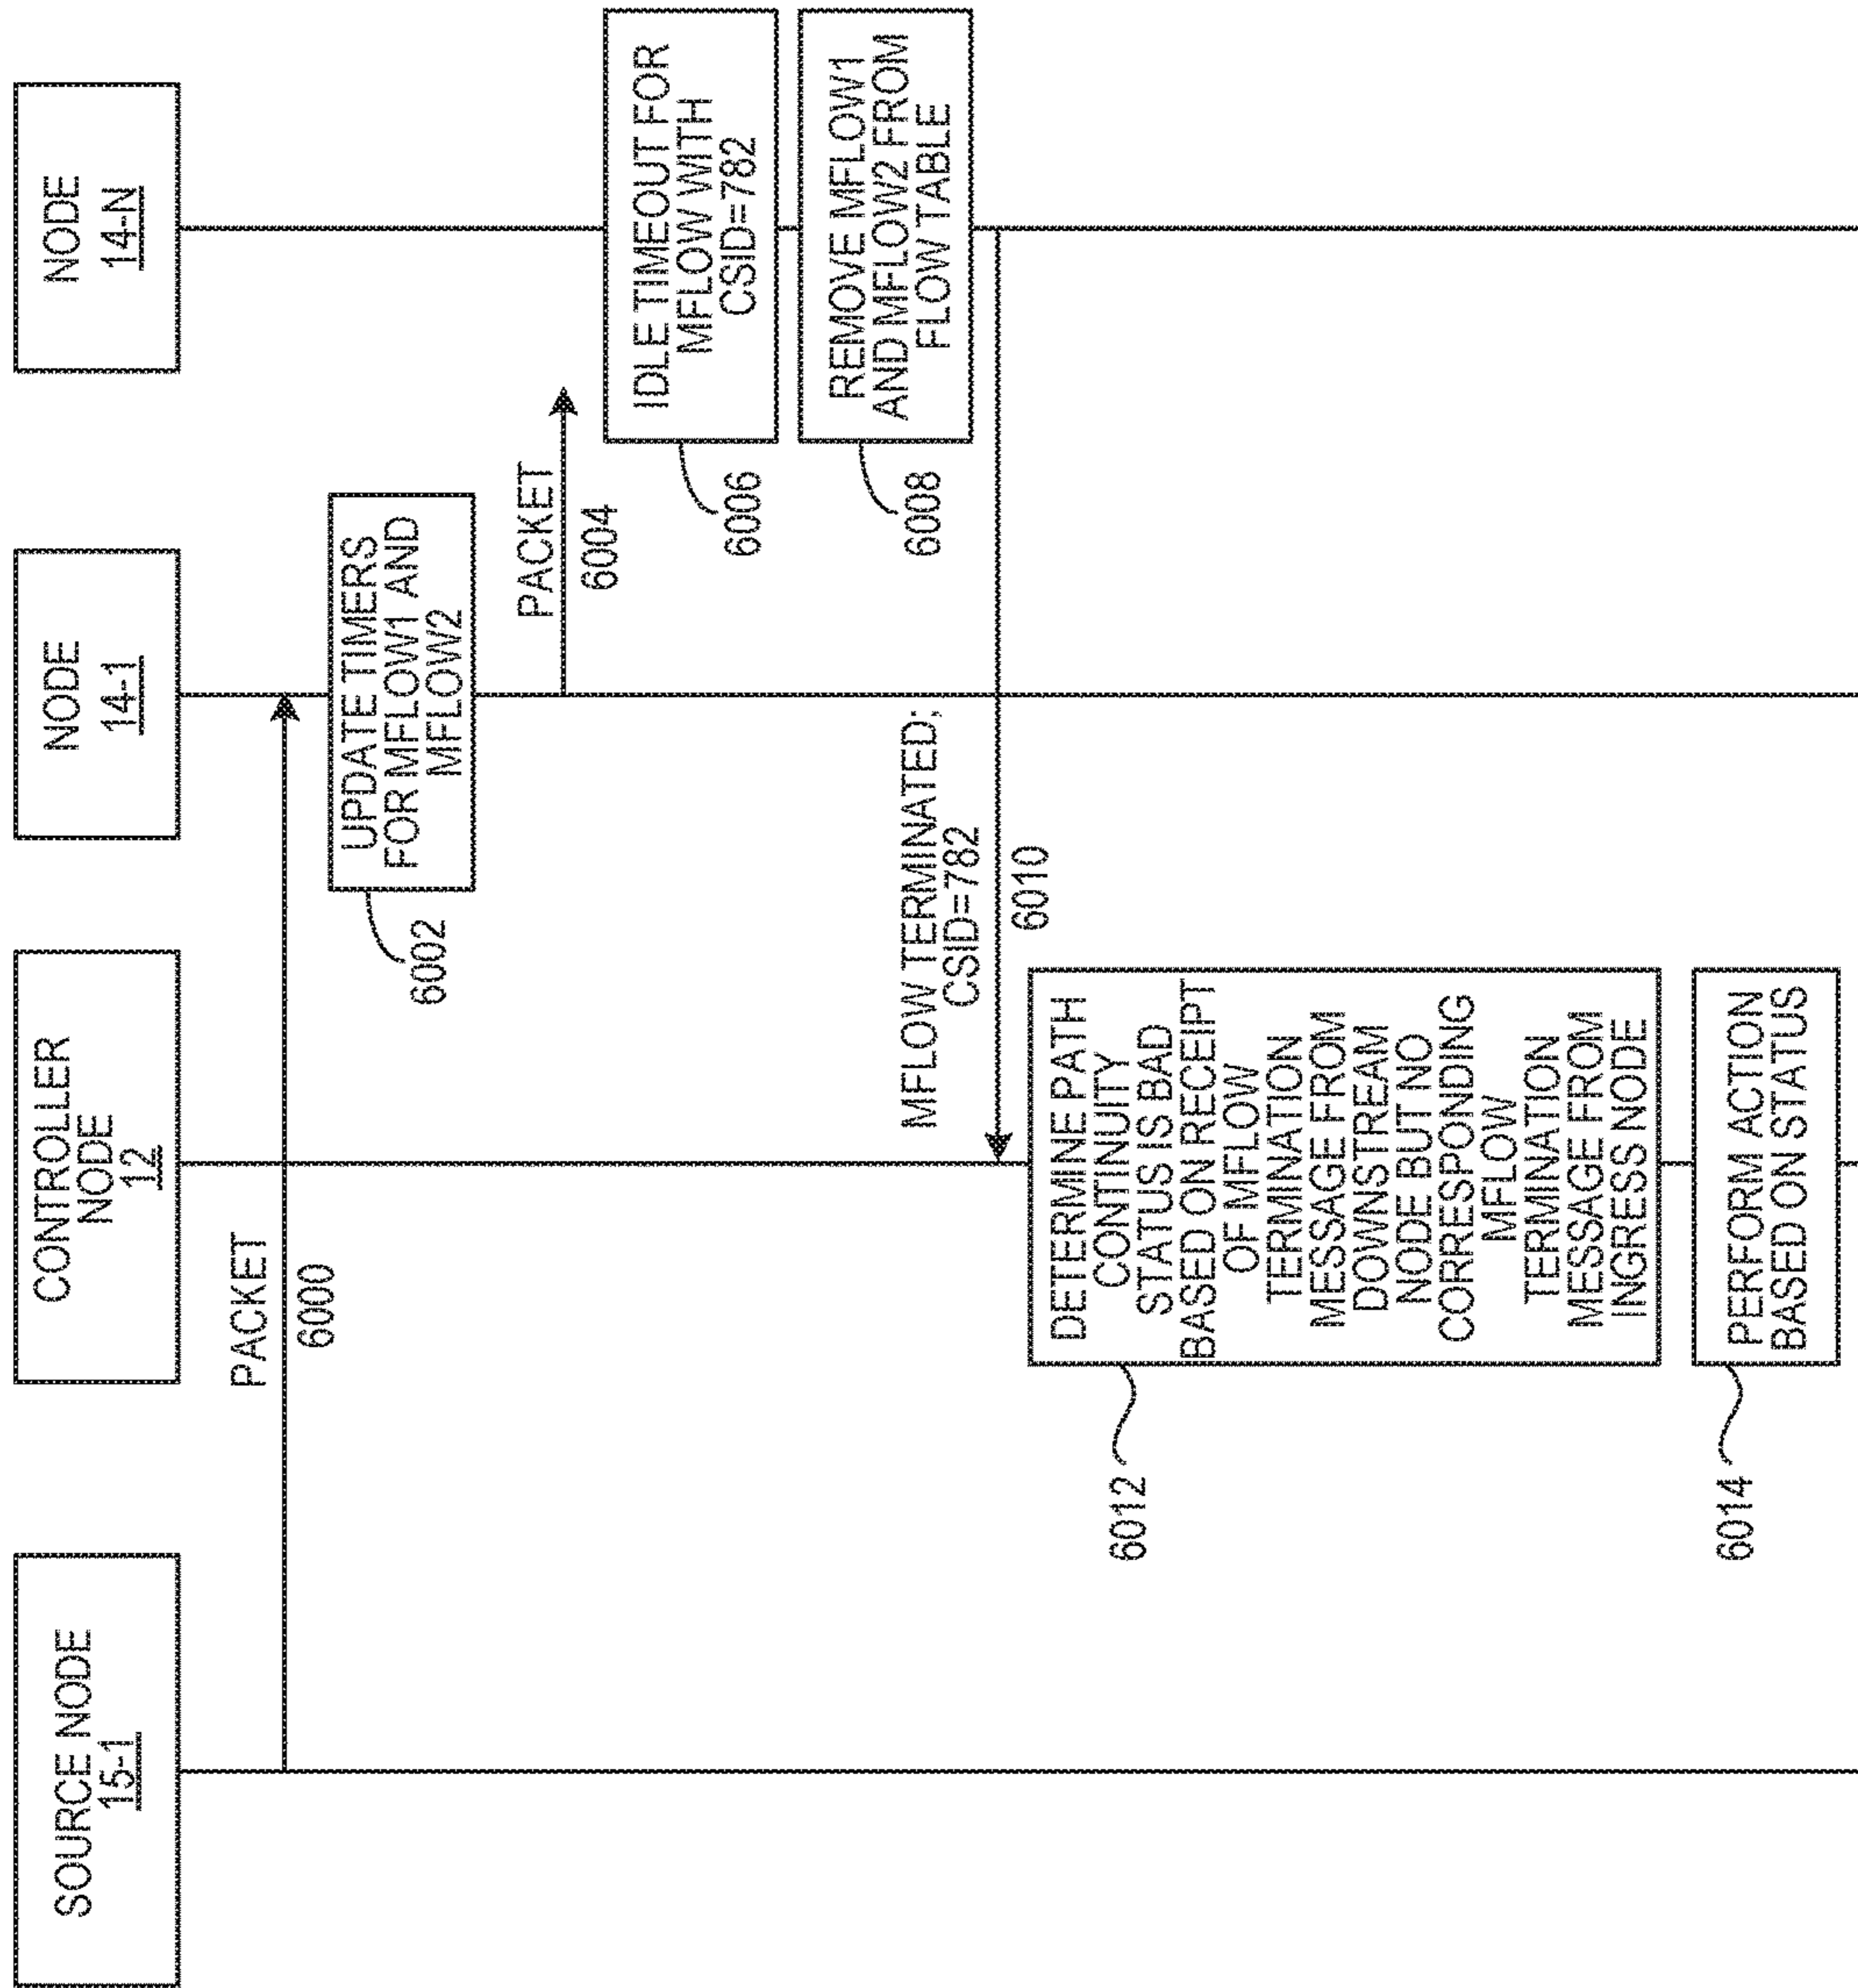 SOURCE NODE
15-1
CONTROLLER
NODE
12
NODE
14-1
NODE
14-N
PACKET
6000
UPDATE TIMERS
FOR MFLOW1 AND
MFLOW2
6002
PACKET
6004
IDLE TIMEOUT FOR
MFLOW WITH
CSID=782
6006
REMOVE MFLOW1
AND MFLOW2 FROM
FLOW TABLE
6008
MFLOW TERMINATED;
CSID=782
6010
DETERMINE PATH
CONTINUITY
STATUS IS BAD
BASED ON RECEIPT
OF MFLOW
TERMINATION
MESSAGE FROM
DOWNSTREAM
NODE BUT NO
CORRESPONDING
MFLOW
TERMINATION
MESSAGE FROM
INGRESS NODE
6012
PERFORM ACTION
BASED ON STATUS
6014